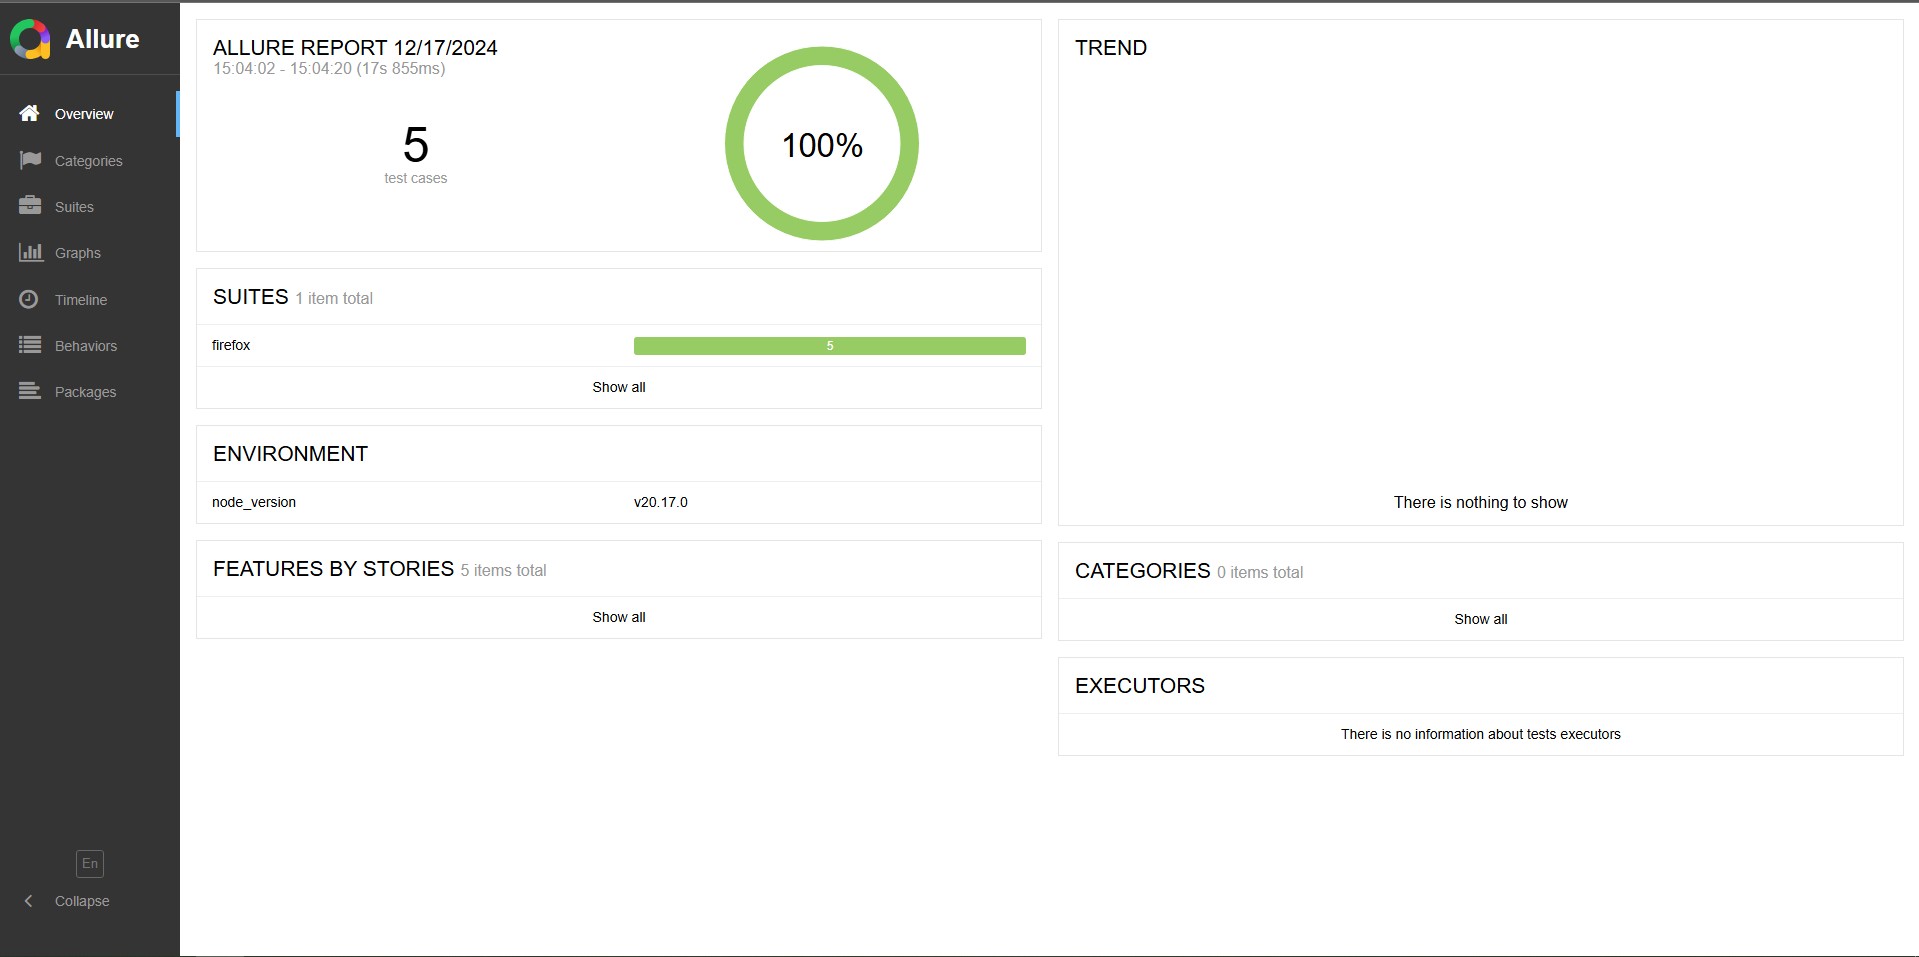 Allure
Overview
Categories
Suites
Graphs
Timeline
Behaviors
Packages
En
Collapse
ALLURE REPORT 12/17/2024
15:04:02 - 15:04:20 (17s 855ms)
5
test cases
100%
SUITES 1 item total
firefox 5
Show all
ENVIRONMENT
node_version v20.17.0
FEATURES BY STORIES 5 items total
Show all
TREND
There is nothing to show
CATEGORIES 0 items total
Show all
EXECUTORS
There is no information about tests executors